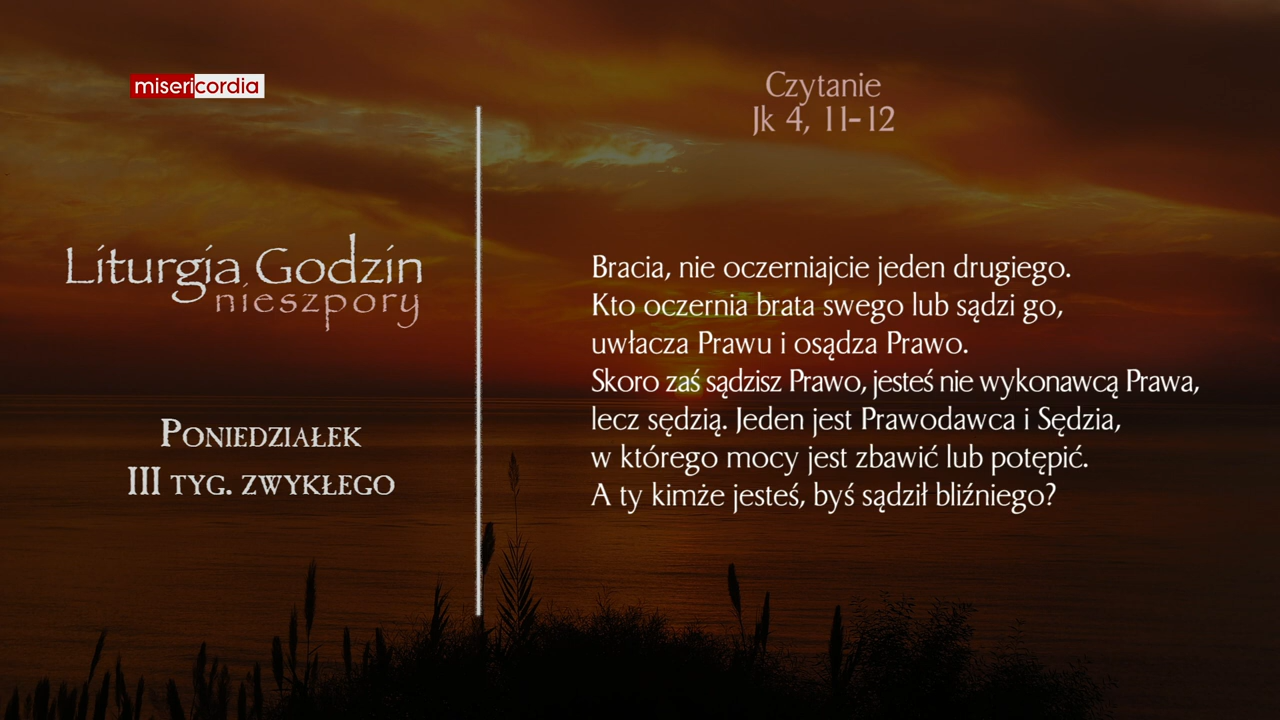 misericordia
Liturgia Godzin
nieszpory
Poniedziałek
III tyg. zwykłego
Czytanie
Jk 4, 11-12
Bracia, nie oczerniajcie jeden drugiego.
Kto oczernia brata swego lub sądzi go,
uwłacza Prawu i osądza Prawo.
Skoro zaś sądzisz Prawo, jesteś nie wykonawcą Prawa,
lecz sędzią. Jeden jest Prawodawca i Sędzia,
w którego mocy jest zbawić lub potępić.
A ty kimże jesteś, byś sądził bliźniego?